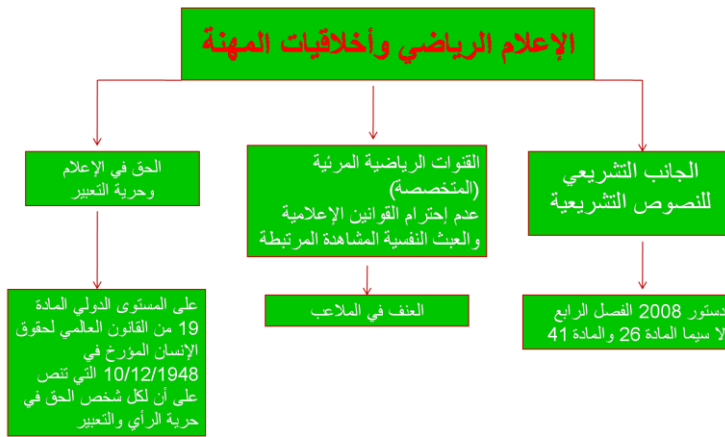 الإعلام الرياضي وأخلاقيات المهنة
الجانب التشريعي
للنصوص التشريعية
دستور 2008 الفصل الرابع
لا سيما المادة 26 والمادة 41
القنوات الرياضية المرئية
(المتخصصة)
عدم إحترام القوانين الإعلامية
والعبث النفسية المشاهدة المرتبطة
العنف في الملاعب
الحق في الإعلام
وحرية التعبير
على المستوى الدولي المادة
19 من القانون العالمي لحقوق
الإنسان المؤرخ في
10/12/1948 التي تنص
على أن لكل شخص الحق في
حرية الرأي والتعبير